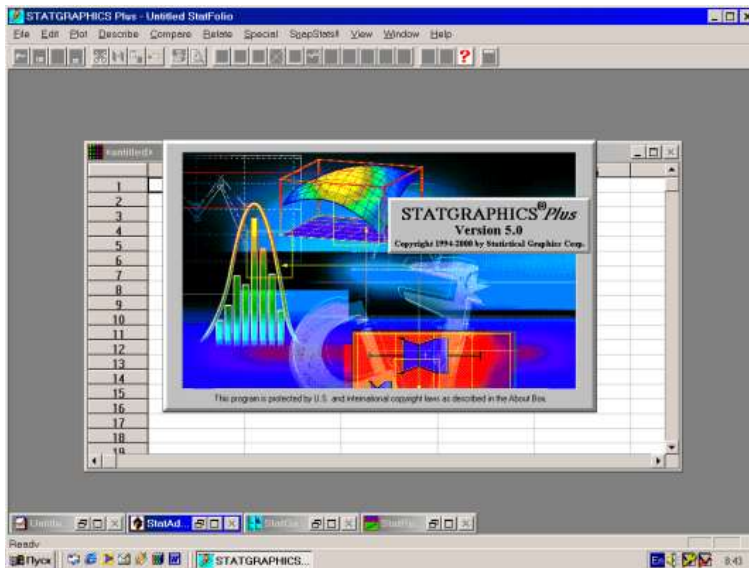 STATGRAPHICS Plus - Untitled StatFolio
File Edit Plot Describe Compare Relate Special SnapStats!! View Window Help
<untitled>
1
2
3
4
5
6
7
8
9
10
11
12
13
14
15
16
17
18
19
STATGRAPHICS® Plus
Version 5.0
Copyright 1994-2000 by Statistical Graphics Corp.
This program is protected by U.S. and international copyright laws as described in the About Box.
StatAd...
Ready
Пуск STATGRAPHICS... En 8:43